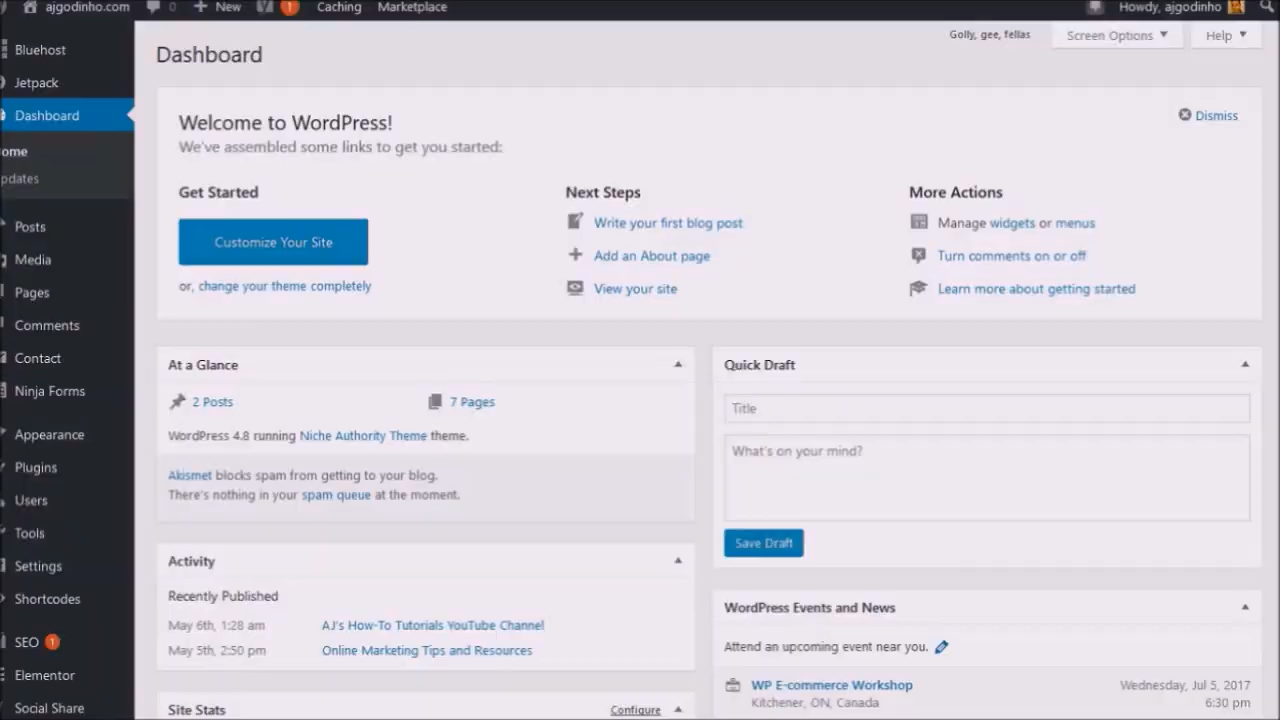 ajgodinho.com 0 New 1 Caching Marketplace Howdy, ajgodinho
Bluehost
Jetpack
Dashboard
ome
pdates
Posts
Media
Pages
Comments
Contact
Ninja Forms
Appearance
Plugins
Users
Tools
Settings
Shortcodes
SEO 1
Elementor
Social Share
Golly, gee, fellas Screen Options Help
Dashboard
Welcome to WordPress!
Dismiss
We've assembled some links to get you started:
Get Started
Customize Your Site
or, change your theme completely
Next Steps
Write your first blog post
Add an About page
View your site
More Actions
Manage widgets or menus
Turn comments on or off
Learn more about getting started
At a Glance
2 Posts 7 Pages
WordPress 4.8 running Niche Authority Theme theme.
Akismet blocks spam from getting to your blog.
There's nothing in your spam queue at the moment.
Activity
Recently Published
May 6th, 1:28 am AJ's How-To Tutorials YouTube Channel
May 5th, 2:50 pm Online Marketing Tips and Resources
Site Stats Configure
Quick Draft
Title
What's on your mind?
Save Draft
WordPress Events and News
Attend an upcoming event near you.
WP E-commerce Workshop Wednesday, Jul 5, 2017
Kitchener, ON, Canada 6:30 pm